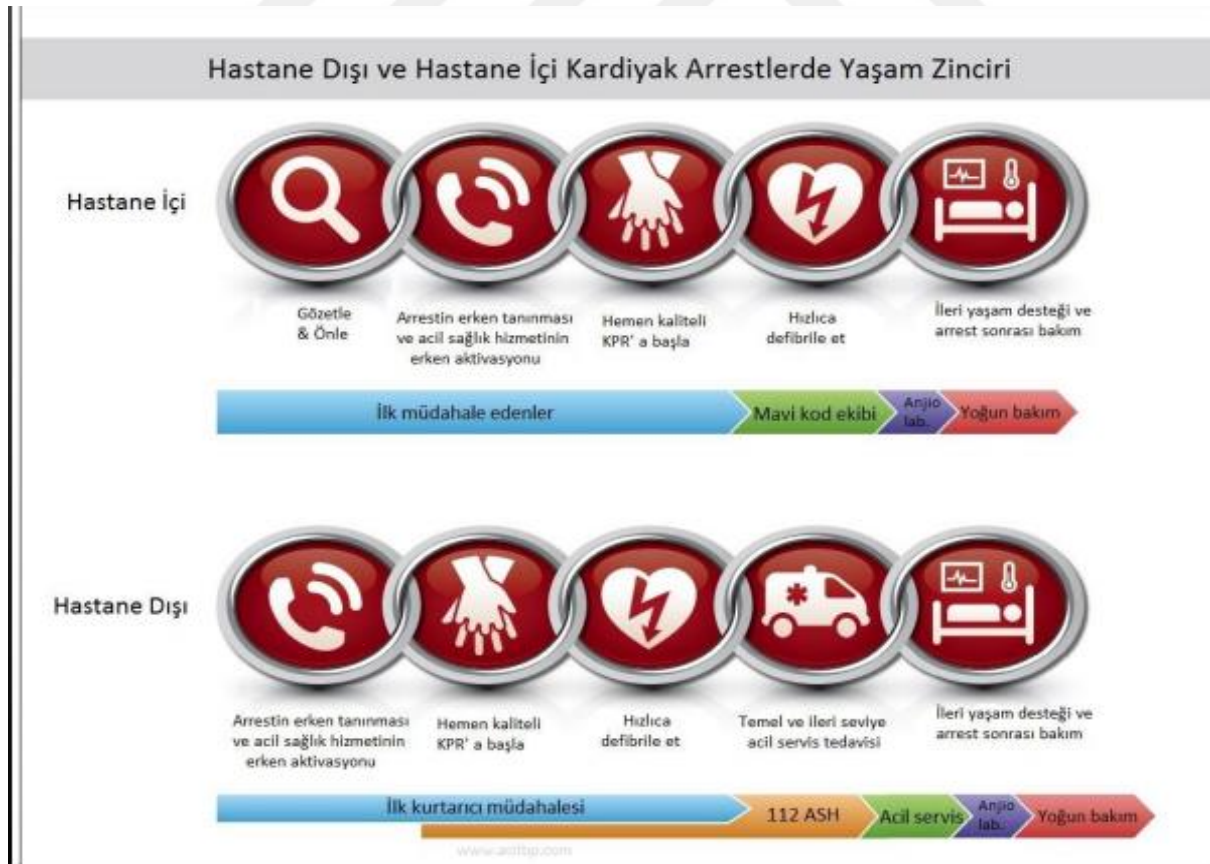 Hastane Dışı ve Hastane İçi Kardiyak Arrestlerde Yaşam Zinciri
Hastane İçi
Gözetle
& Önle
Arrestin erken tanınması
ve acil sağlık hizmetinin
erken aktivasyonu
Hemen kaliteli
KPR' a başla
Hızlıca
defibrile et
İleri yaşam desteği ve
arrest sonrası bakım
İlk müdahale edenler
Mavi kod ekibi
Anjio
lab.
Yoğun bakım
Hastane Dışı
Arrestin erken tanınması
ve acil sağlık hizmetinin
erken aktivasyonu
Hemen kaliteli
KPR' a başla
Hızlıca
defibrile et
Temel ve ileri seviye
acil servis tedavisi
İleri yaşam desteği ve
arrest sonrası bakım
İlk kurtarıcı müdahalesi
112 ASH
Acil servis
Anjio
lab.
Yoğun bakım